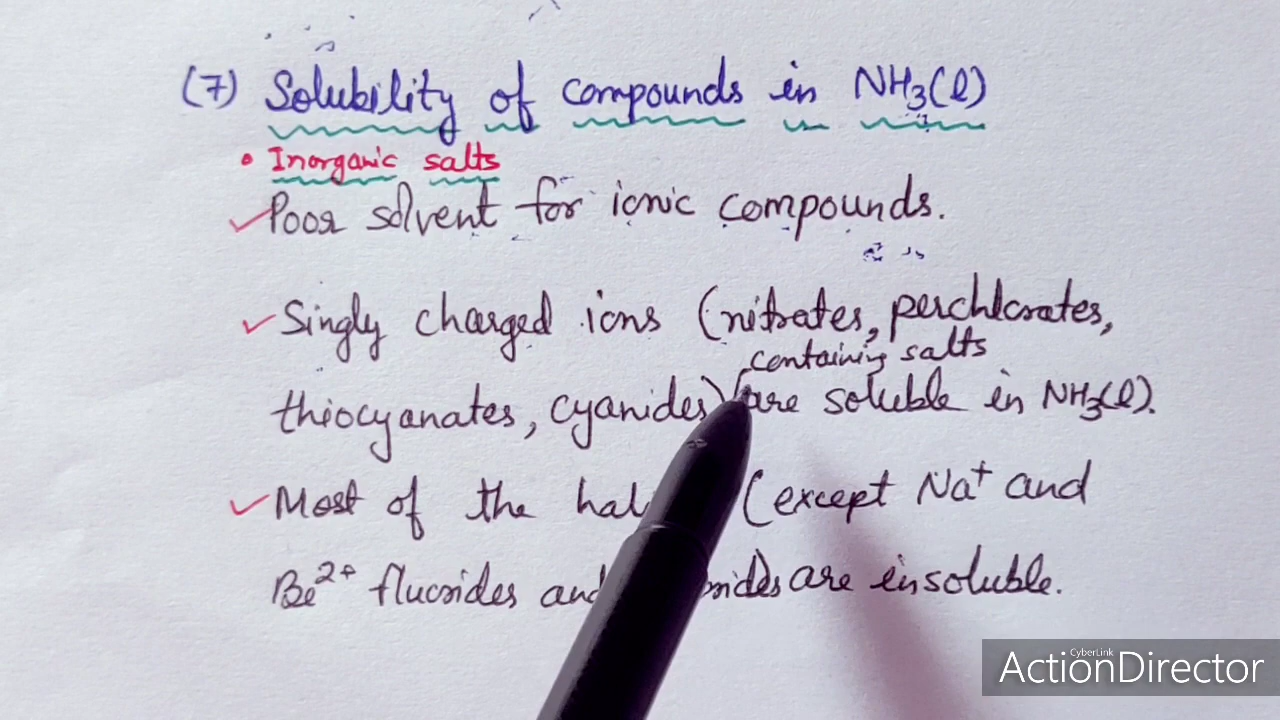 (7) Solubility of compounds in NH3(l)
• Inorganic salts
✓ Poor solvent for ionic compounds.
✓ Singly charged ions (nitrates, perchlorates,
containing salts
thiocyanates, cyanides) are soluble in NH3(l).
✓ Most of the (except Na+ and
Be2+ fluorides and are insoluble.
CyberLink
ActionDirector